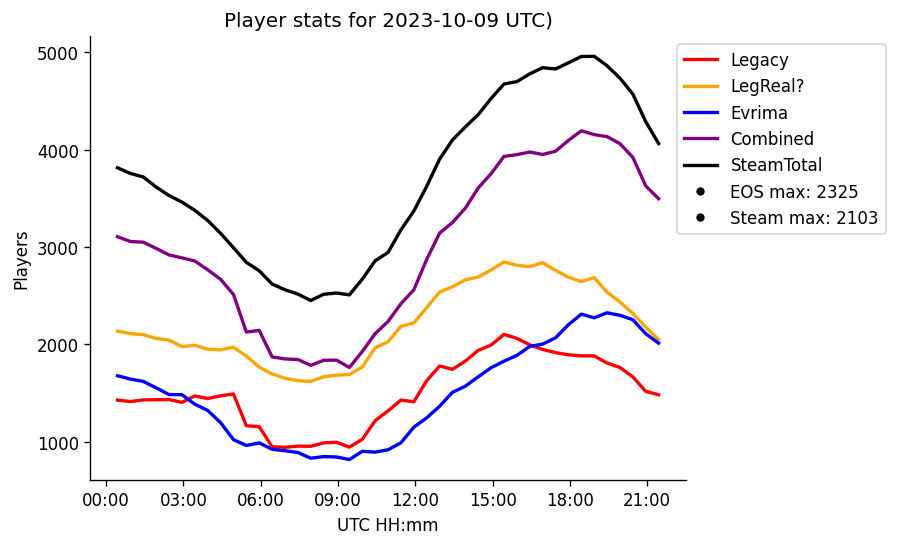 Player stats for 2023-10-09 UTC)
5000
4000
3000
2000
1000
Players
00:00 03:00 06:00 09:00 12:00 15:00 18:00 21:00
UTC HH:mm
Legacy
LegReal?
Evrima
Combined
SteamTotal
EOS max: 2325
Steam max: 2103